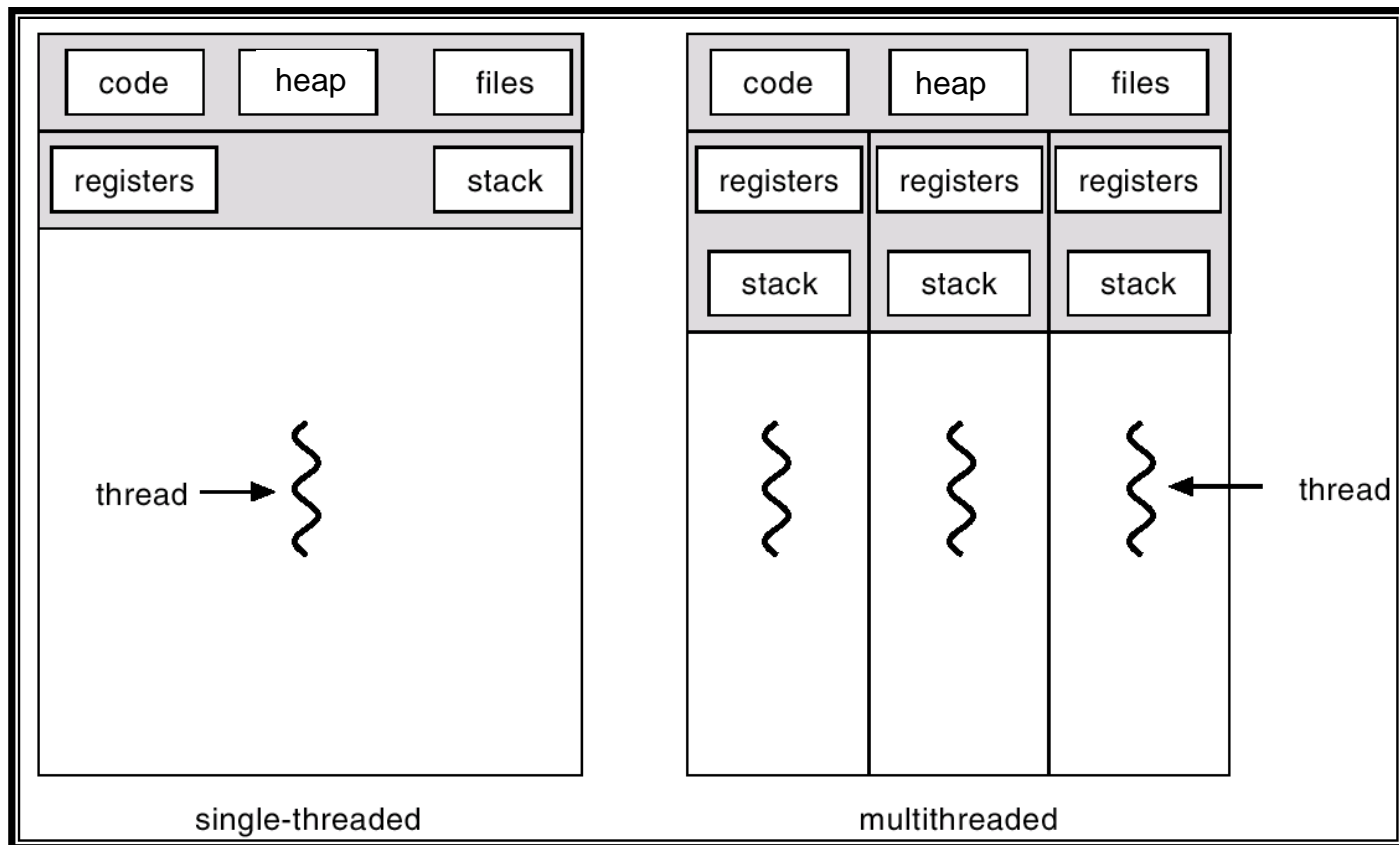 code heap files
registers stack
thread
single-threaded
code heap files
registers registers registers
stack stack stack
thread
multithreaded